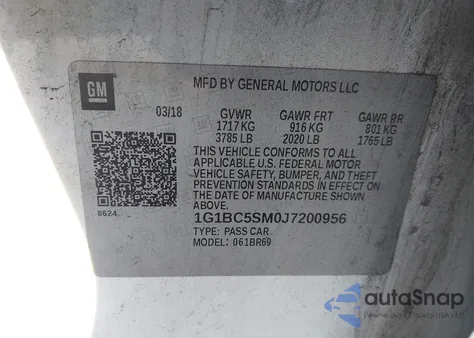 GM
MFD BY GENERAL MOTORS LLC
03/18 GVWR GAWR FRT GAWR RR
1717 KG 916 KG 801 KG
3785 LB 2020 LB 1765 LB
THIS VEHICLE CONFORMS TO ALL
APPLICABLE U.S. FEDERAL MOTOR
VEHICLE SAFETY, BUMPER, AND THEFT
PREVENTION STANDARDS IN EFFECT ON
THE DATE OF MANUFACTURE SHOWN
ABOVE.
8624
1G1BC5SM0J7200956
TYPE: PASS CAR
MODEL: 061BR69
autoSnap